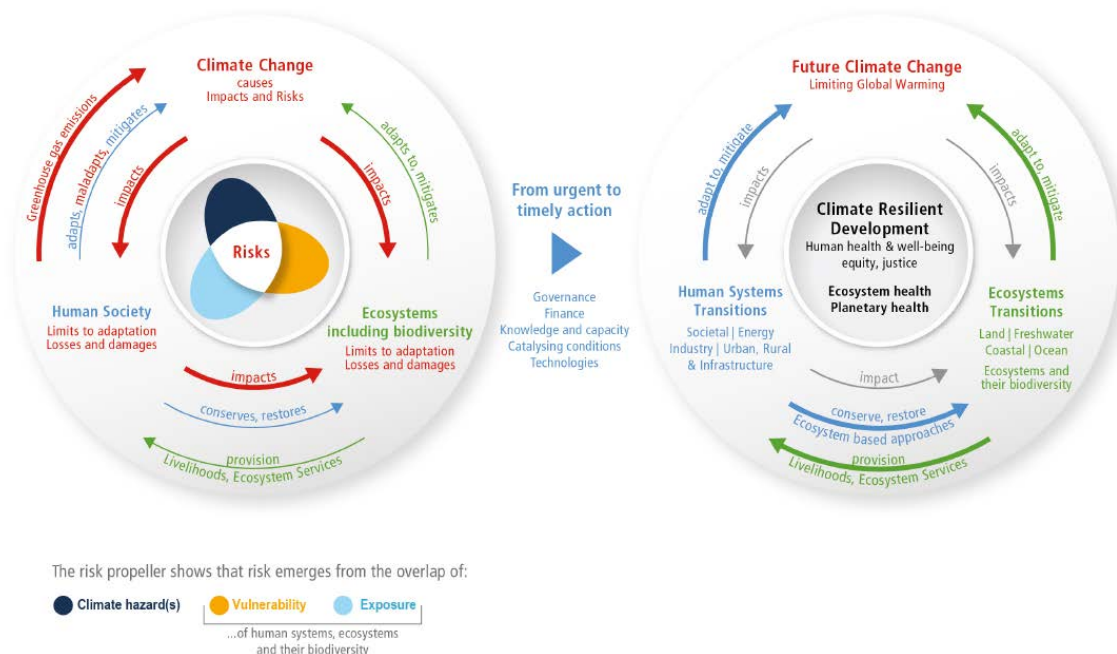 Climate Change
causes
Impacts and Risks
Greenhouse gas emissions
adapts, maladapts, mitigates
impacts
impacts
adapts to, mitigates
Risks
Human Society
Limits to adaptation
Losses and damages
Ecosystems
including biodiversity
Limits to adaptation
Losses and damages
impacts
conserves, restores
provision
Livelihoods, Ecosystem Services
From urgent to
timely action
Governance
Finance
Knowledge and capacity
Catalysing conditions
Technologies
Future Climate Change
Limiting Global Warming
adapt to, mitigate
impacts
impacts
adapt to, mitigate
Climate Resilient
Development
Human health & well-being
equity, justice
Ecosystem health
Planetary health
Human Systems
Transitions
Societal | Energy
Industry | Urban, Rural
& Infrastructure
Ecosystems
Transitions
Land | Freshwater
Coastal | Ocean
Ecosystems and
their biodiversity
impact
conserve, restore
Ecosystem based approaches
provision
Livelihoods, Ecosystem Services
The risk propeller shows that risk emerges from the overlap of:
Climate hazard(s) Vulnerability Exposure
...of human systems, ecosystems
and their biodiversity